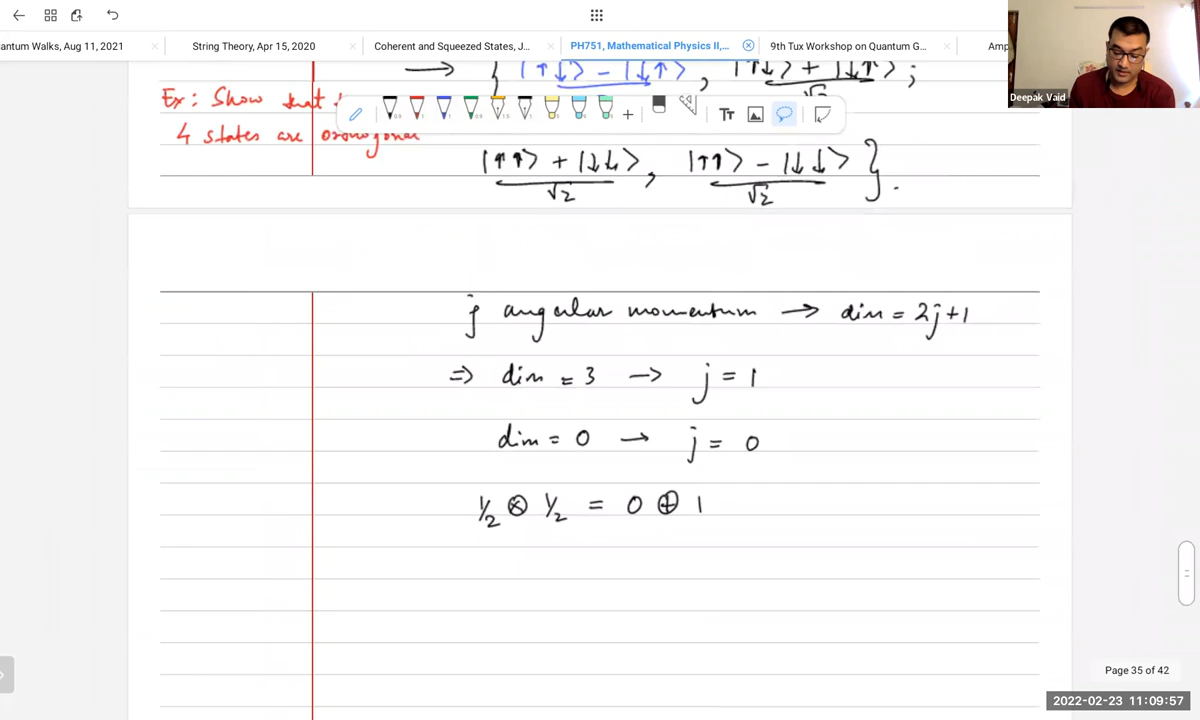 antum Walks, Aug 11, 2021 String Theory, Apr 15, 2020 Coherent and Squeezed States, J... PH751, Mathematical Physics II,... 9th Tux Workshop on Quantum G... Amp
Deepak Vaid
→ { |↑↓⟩ − |↓↑⟩ , |↑↓⟩ + |↓↑⟩ ;
√2
Ex: Show that
4 states are orthogonal
TT
|↑↑⟩ + |↓↓⟩ , |↑↑⟩ − |↓↓⟩ } .
√2 √2
j angular momentum → dim = 2j+1
⇒ dim = 3 → j = 1
dim = 0 → j = 0
1/2 ⊗ 1/2 = 0 ⊕ 1
Page 35 of 42
2022-02-23 11:09:57